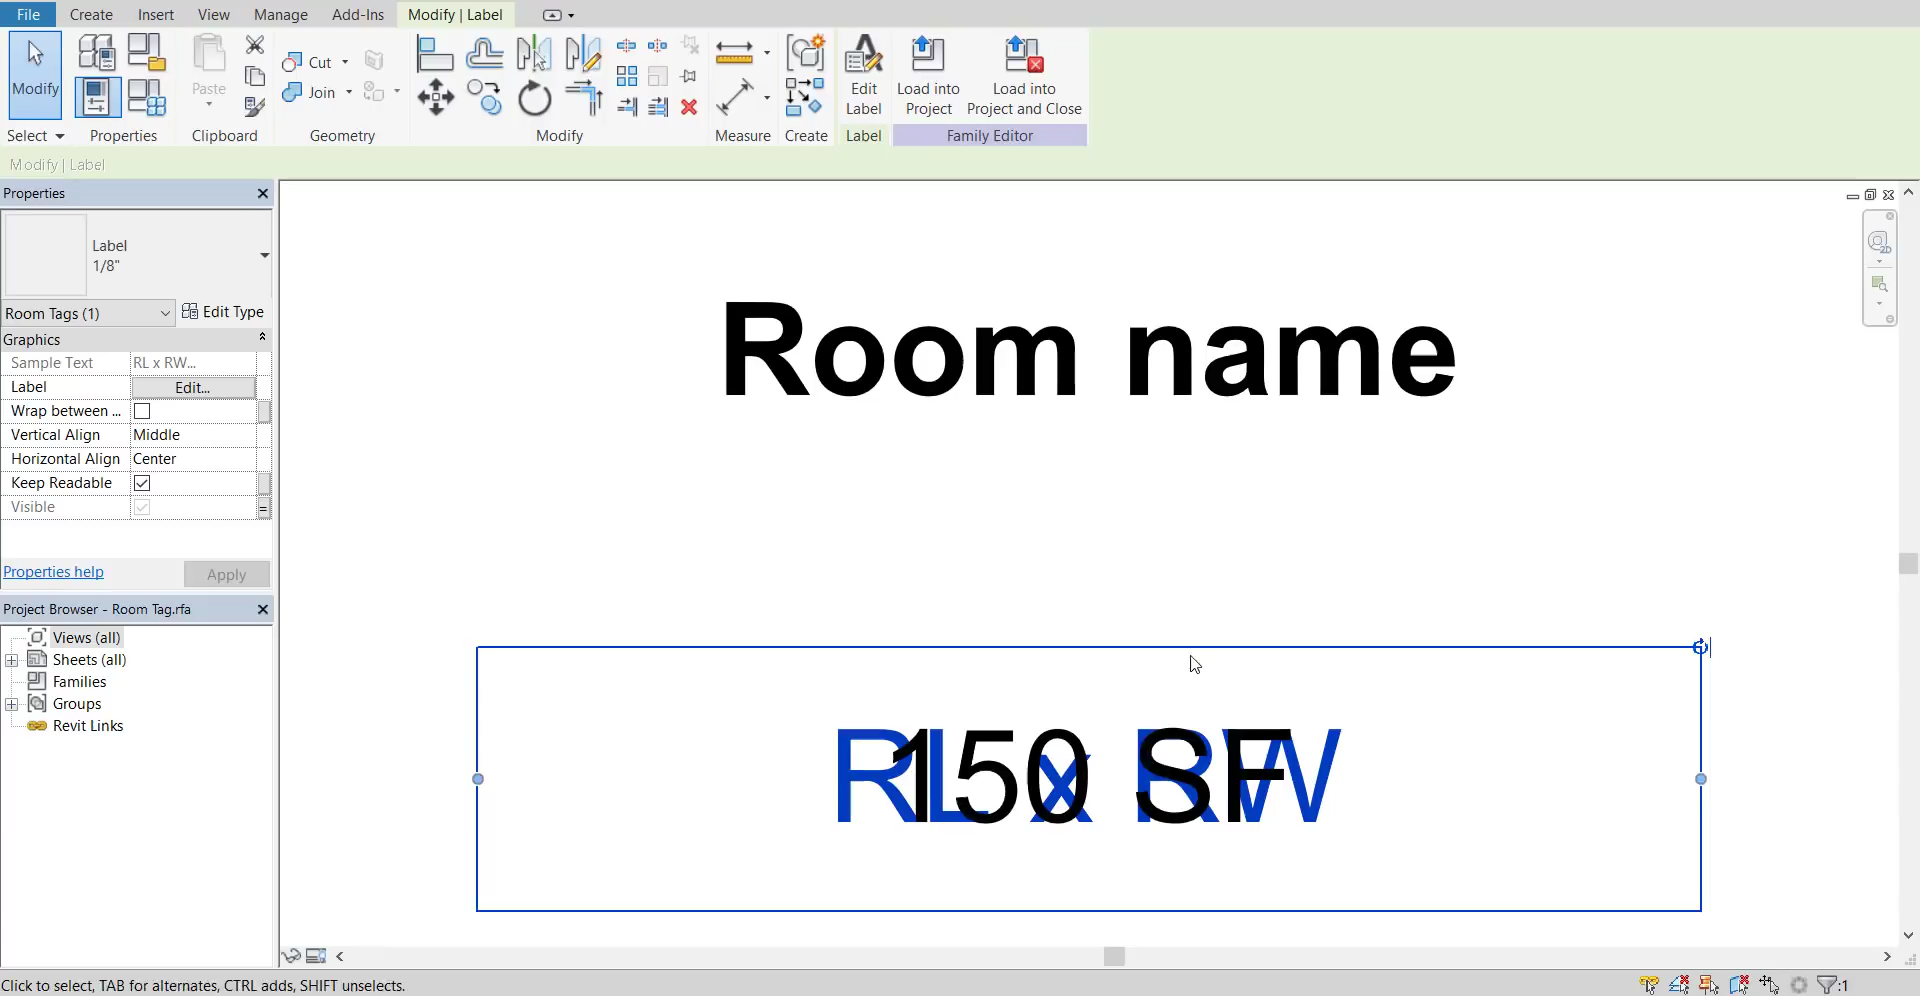 File Create Insert View Manage Add-Ins Modify | Label
Modify
Select
Properties
Paste
Clipboard
Cut
Join
Geometry
Modify
Measure
Create
Edit
Label
Label
Load into
Project
Load into
Project and Close
Family Editor
Modify | Label
Properties
Label
1/8"
Room Tags (1) Edit Type
Graphics
Sample Text RL x RW...
Label Edit...
Wrap between ...
Vertical Align Middle
Horizontal Align Center
Keep Readable
Visible =
Properties help Apply
Project Browser - Room Tag.rfa
Views (all)
Sheets (all)
Families
Groups
Revit Links
2D
Room name
RL x RW
150 SF
Click to select, TAB for alternates, CTRL adds, SHIFT unselects.
:1